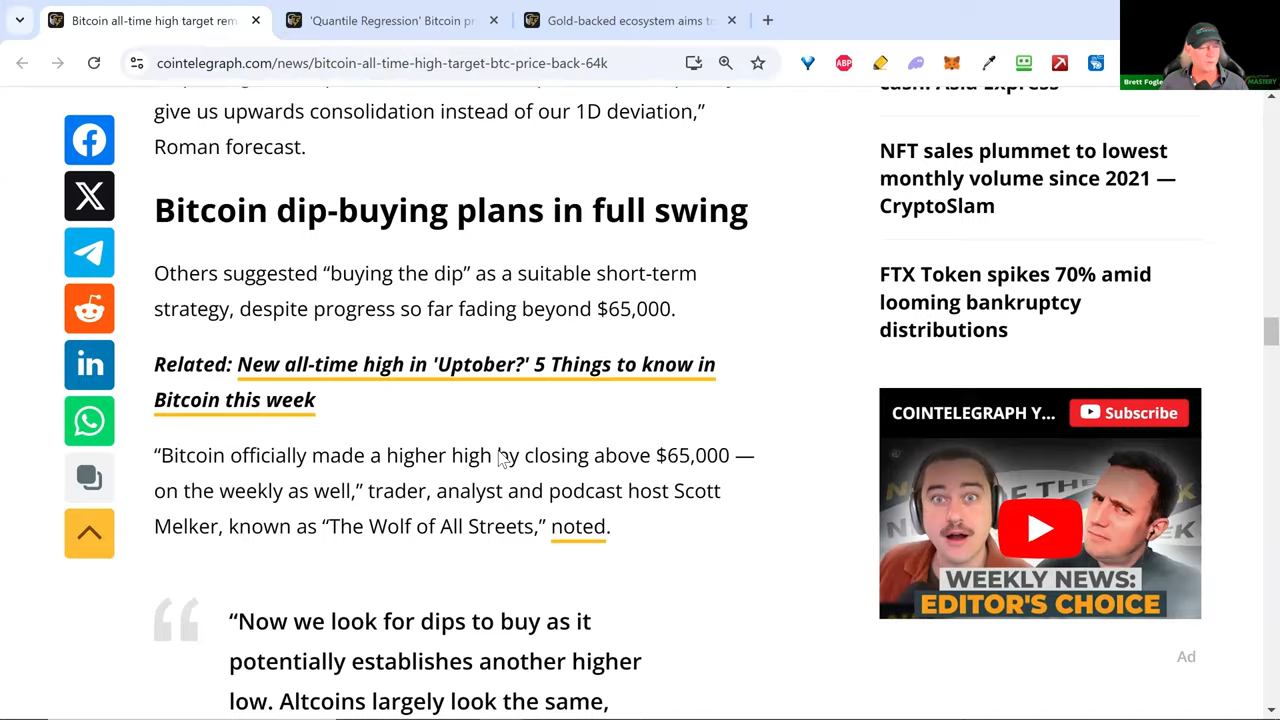 Bitcoin all-time high target rem
'Quantile Regression' Bitcoin pr
Gold-backed ecosystem aims t
cointelegraph.com/news/bitcoin-all-time-high-target-btc-price-back-64k
ABP
Brett Fogle
MASTERY
give us upwards consolidation instead of our 1D deviation,”
Roman forecast.
Bitcoin dip-buying plans in full swing
Others suggested “buying the dip” as a suitable short-term
strategy, despite progress so far fading beyond $65,000.
Related: New all-time high in 'Uptober?' 5 Things to know in
Bitcoin this week
“Bitcoin officially made a higher high by closing above $65,000 —
on the weekly as well,” trader, analyst and podcast host Scott
Melker, known as “The Wolf of All Streets,” noted.
“Now we look for dips to buy as it
potentially establishes another higher
low. Altcoins largely look the same,
cash: Asia Express
NFT sales plummet to lowest
monthly volume since 2021 —
CryptoSlam
FTX Token spikes 70% amid
looming bankruptcy
distributions
COINTELEGRAPH Y...
Subscribe
WEEKLY NEWS:
EDITOR'S CHOICE
Ad